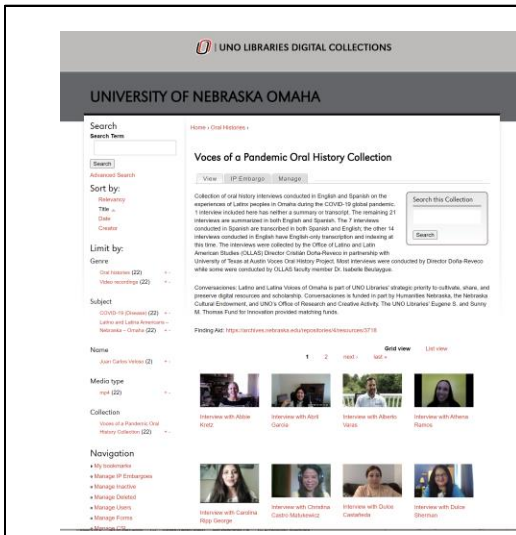 UNO LIBRARIES DIGITAL COLLECTIONS
UNIVERSITY OF NEBRASKA OMAHA
Search
Search Term
Search
Advanced Search
Sort by:
Relevancy
Title
Date
Creator
Limit by:
Genre
Oral histories (22)
Video recordings (22)
Subject
COVID-19 (Disease) (22)
Latino and Latina Americans --
Nebraska -- Omaha (22)
Name
Juan Carlos Veloso (2)
Media type
mp4 (22)
Collection
Voices of a Pandemic Oral
History Collection (22)
Navigation
My bookmarks
Manage IP Embargoes
Manage Inactive
Manage Deleted
Manage Users
Manage Forms
Home › Oral Histories ›
Voices of a Pandemic Oral History Collection
View IP Embargo Manage
Collection of oral history interviews conducted in English and Spanish on the
experiences of Latino peoples in Omaha during the COVID-19 global pandemic.
1 interview included here has neither a summary or transcript. The remaining 21
interviews are summarized in both English and Spanish. The 7 interviews
conducted in Spanish are transcribed in both Spanish and English; the other 14
interviews conducted in English have English-only transcription and indexing at
this time. The interviews were collected by the Office of Latino and Latin
American Studies (OLLAS) Director Cristián Doña-Reveco in partnership with
University of Texas at Austin Voces Oral History Project. Most interviews were conducted by Director Doña-Reveco
while some were conducted by OLLAS faculty member Dr. Isabelle Beulaygue.
Search this Collection
Search
Conversaciones: Latino and Latina Voices of Omaha is part of UNO Libraries' strategic priority to cultivate, share, and
preserve digital resources and scholarship. Conversaciones is funded in part by Humanities Nebraska, the Nebraska
Cultural Endowment, and UNO's Office of Research and Creative Activity. The UNO Libraries' Eugene S. and Sunny
M. Thomas Fund for Innovation provided matching funds.
Finding Aid: https://archives.nebraska.edu/repositories/4/resources/3716
Grid view List view
1 2 next › last »
Interview with Abbie
Kretz
Interview with Abril
García
Interview with Alberto
Varas
Interview with Athena
Ramos
Interview with Carolina
Ripp George
Interview with Christina
Castro-Matukewicz
Interview with Dulce
Castañeda
Interview with Dulce
Sherman